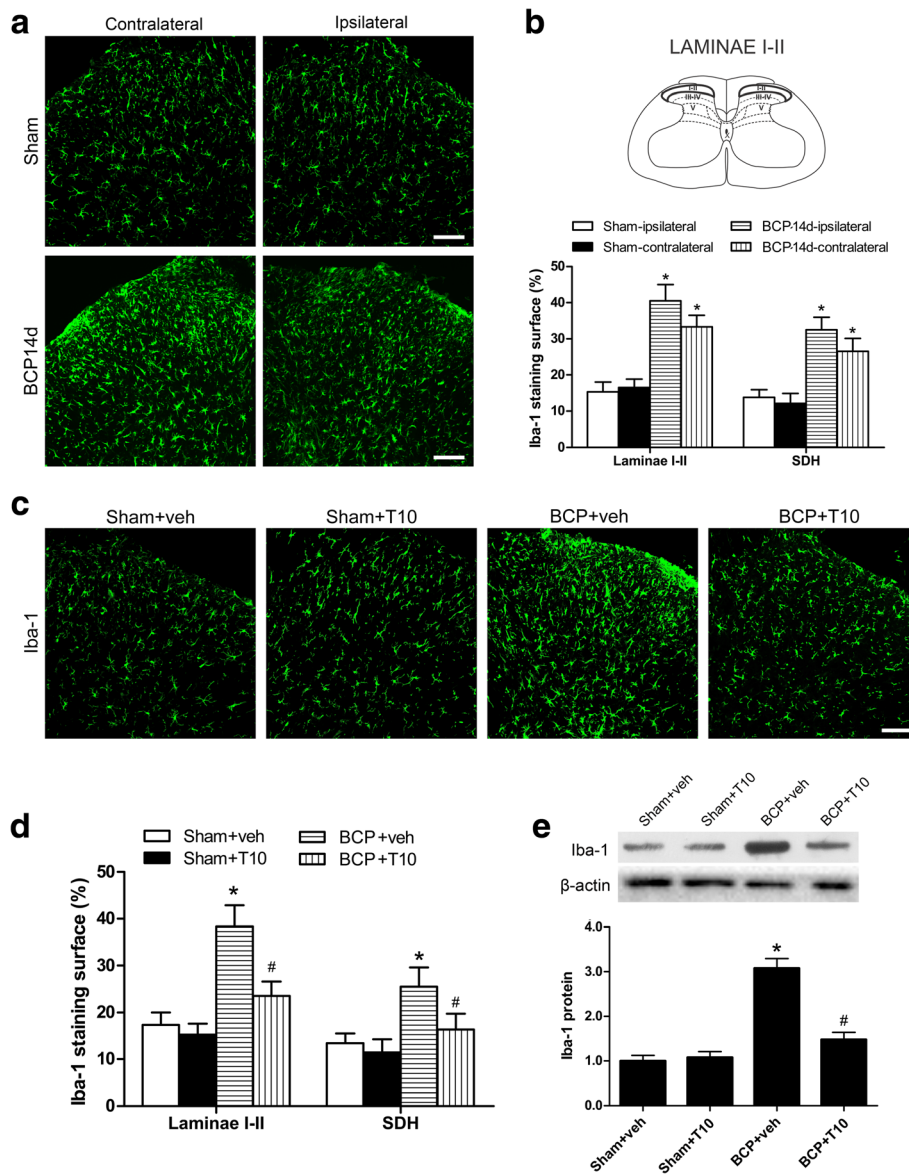 a
Contralateral
Ipsilateral
Sham
BCP14d
b
LAMINAE I-II
I-II
I-II
III-IV
III-IV
V
V
Sham-ipsilateral
BCP-14d-ipsilateral
Sham-contralateral
BCP-14d-contralateral
Iba-1 staining surface (%)
50
40
30
20
10
0
*
*
*
*
Laminae I-II
SDH
c
Sham+veh
Sham+T10
BCP+veh
BCP+T10
Iba-1
d
Sham+veh
BCP+veh
Sham+T10
BCP+T10
Iba-1 staining surface (%)
50
40
30
20
10
0
*
#
*
#
Laminae I-II
SDH
e
Sham+veh
Sham+T10
BCP+veh
BCP+T10
Iba-1
β-actin
Iba-1 protein
3.0
2.0
1.0
0.0
*
#
Sham+veh
Sham+T10
BCP+veh
BCP+T10